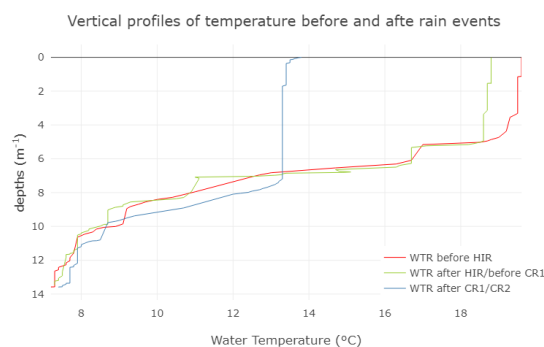 Vertical profiles of temperature before and afte rain events
0
2
4
6
8
10
12
14
depths (m⁻¹)
WTR before HIR
WTR after HIR/before CR1
WTR after CR1/CR2
8
10
12
14
16
18
Water Temperature (ºC)